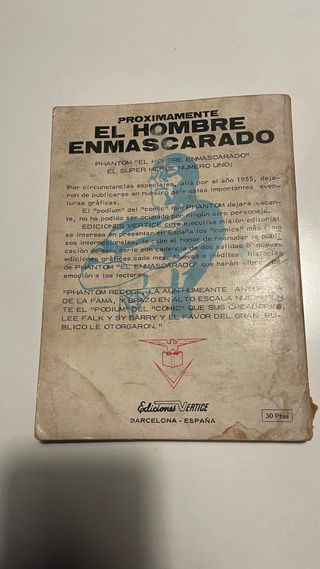 PROXIMAMENTE
EL HOMBRE
ENMASCARADO
PHANTOM "EL HOMBRE ENMASCARADO"
EL SUPER HEROE NUMERO UNO:
Por circunstancias especiales, allá por el año 1955, deja-
ron de publicarse en nuestro país estas importantes aven-
turas gráficas.
El "podium" del "comic" que PHANTOM dejara vacan-
te, no ha podido ser ocupado por ningún otro personaje.
EDICIONES VERTICE cuya ejecutiva misión editorial
se interesa en presentar en España los "comics" más famo
sos internacionales, cabe el honor de reanudar la publi-
cación de esta serie con cadencia de dos salidas o nuevas
ediciones gráficas cada mes. Nuevas e inéditas historias
de PHANTOM "EL ENMASCARADO" que harán vibrar de
emoción a los lectores.
"PHANTOM RECOGE LA AUN HUMEANTE ANTORCHA
DE LA FAMA, Y BRAZO EN ALTO ESCALA NUEVAMEN
TE EL "PODIUM" DEL "COMIC" QUE SUS CREADORES,
LEE FALK Y SY BARRY Y EL FAVOR DEL GRAN PU-
BLICO LE OTORGARON."
Ediciones VERTICE
BARCELONA - ESPAÑA
30 Ptas